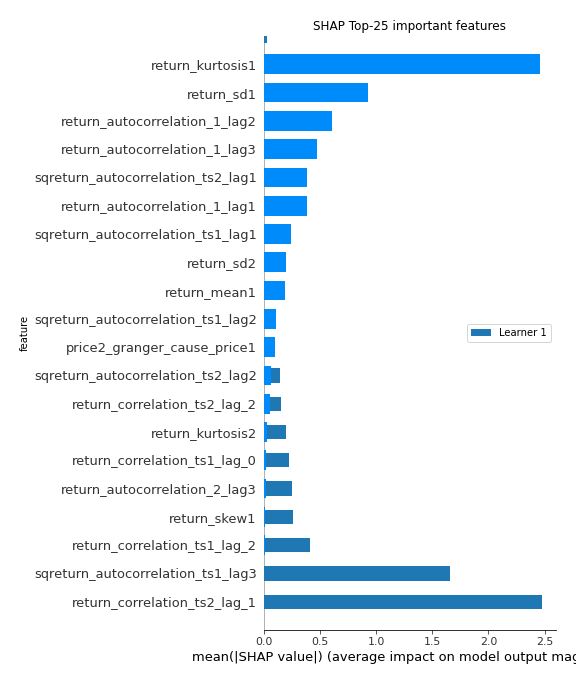 SHAP Top-25 important features
return_kurtosis1
return_sd1
return_autocorrelation_1_lag2
return_autocorrelation_1_lag3
sqreturn_autocorrelation_ts2_lag1
return_autocorrelation_1_lag1
sqreturn_autocorrelation_ts1_lag1
return_sd2
return_mean1
sqreturn_autocorrelation_ts1_lag2
price2_granger_cause_price1
sqreturn_autocorrelation_ts2_lag2
return_correlation_ts2_lag_2
return_kurtosis2
return_correlation_ts1_lag_0
return_autocorrelation_2_lag3
return_skew1
return_correlation_ts1_lag_2
sqreturn_autocorrelation_ts1_lag3
return_correlation_ts2_lag_1
feature
Learner 1
0.0 0.5 1.0 1.5 2.0 2.5
mean(|SHAP value|) (average impact on model output mag